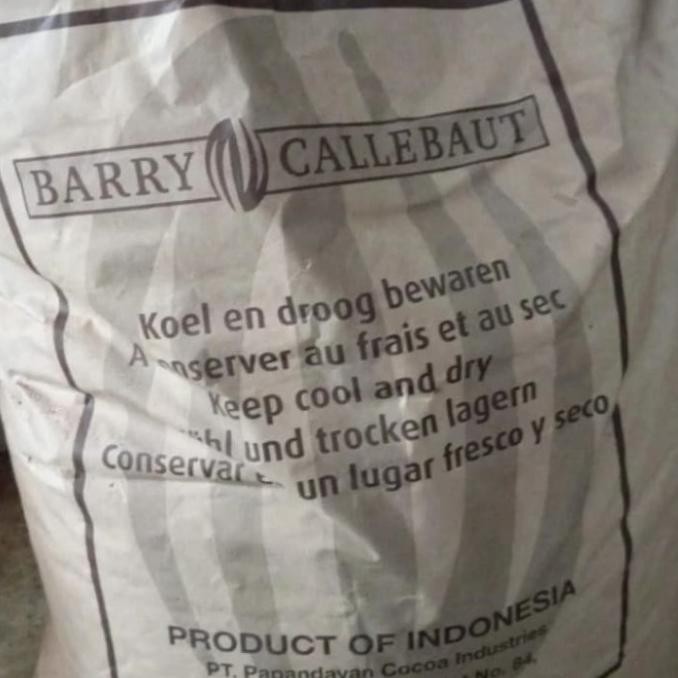 BARRY CALLEBAUT
Koel en droog bewaren
A conserver au frais et au sec
Keep cool and dry
und trocken lagern
Conservar un lugar fresco y seco
PRODUCT OF INDONESIA
PT. Papandayan Cocoa Industries
No. 84,